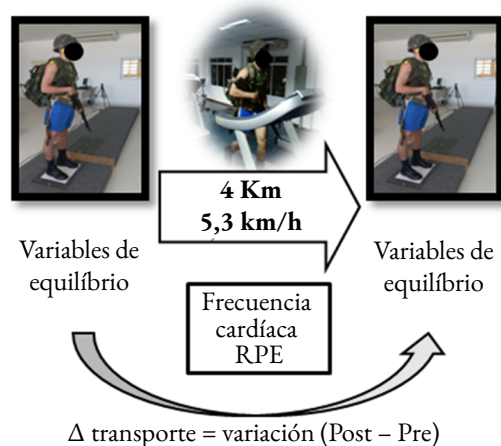 4 Km
5,3 km/h
Variables de
equilíbrio
Variables de
equilíbrio
Frecuencia
cardíaca
RPE
Δ transporte = variación (Post – Pre)